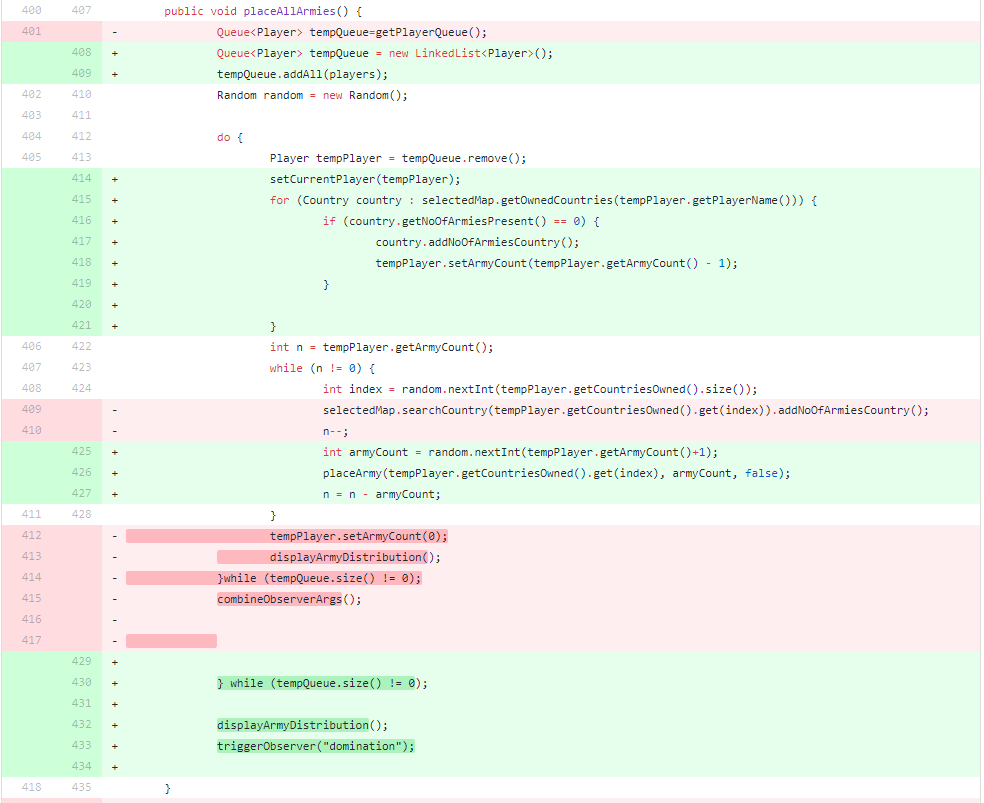 400 407 public void placeAllArmies() {
401 - Queue<Player> tempQueue=getPlayerQueue();
408 + Queue<Player> tempQueue = new LinkedList<Player>();
409 + tempQueue.addAll(players);
402 410 Random random = new Random();
403 411
404 412 do {
405 413 Player tempPlayer = tempQueue.remove();
414 + setCurrentPlayer(tempPlayer);
415 + for (Country country : selectedMap.getOwnedCountries(tempPlayer.getPlayerName())) {
416 + if (country.getNoOfArmiesPresent() == 0) {
417 + country.addNoOfArmiesCountry();
418 + tempPlayer.setArmyCount(tempPlayer.getArmyCount() - 1);
419 + }
420 +
421 + }
406 422 int n = tempPlayer.getArmyCount();
407 423 while (n != 0) {
408 424 int index = random.nextInt(tempPlayer.getCountriesOwned().size());
409 - selectedMap.searchCountry(tempPlayer.getCountriesOwned().get(index)).addNoOfArmiesCountry();
410 - n--;
425 + int armyCount = random.nextInt(tempPlayer.getArmyCount()+1);
426 + placeArmy(tempPlayer.getCountriesOwned().get(index), armyCount, false);
427 + n = n - armyCount;
411 428 }
412 - tempPlayer.setArmyCount(0);
413 - displayArmyDistribution();
414 - }while (tempQueue.size() != 0);
415 - combineObserverArgs();
416 -
417 -
429 +
430 + } while (tempQueue.size() != 0);
431 +
432 + displayArmyDistribution();
433 + triggerObserver("domination");
434 +
418 435 }